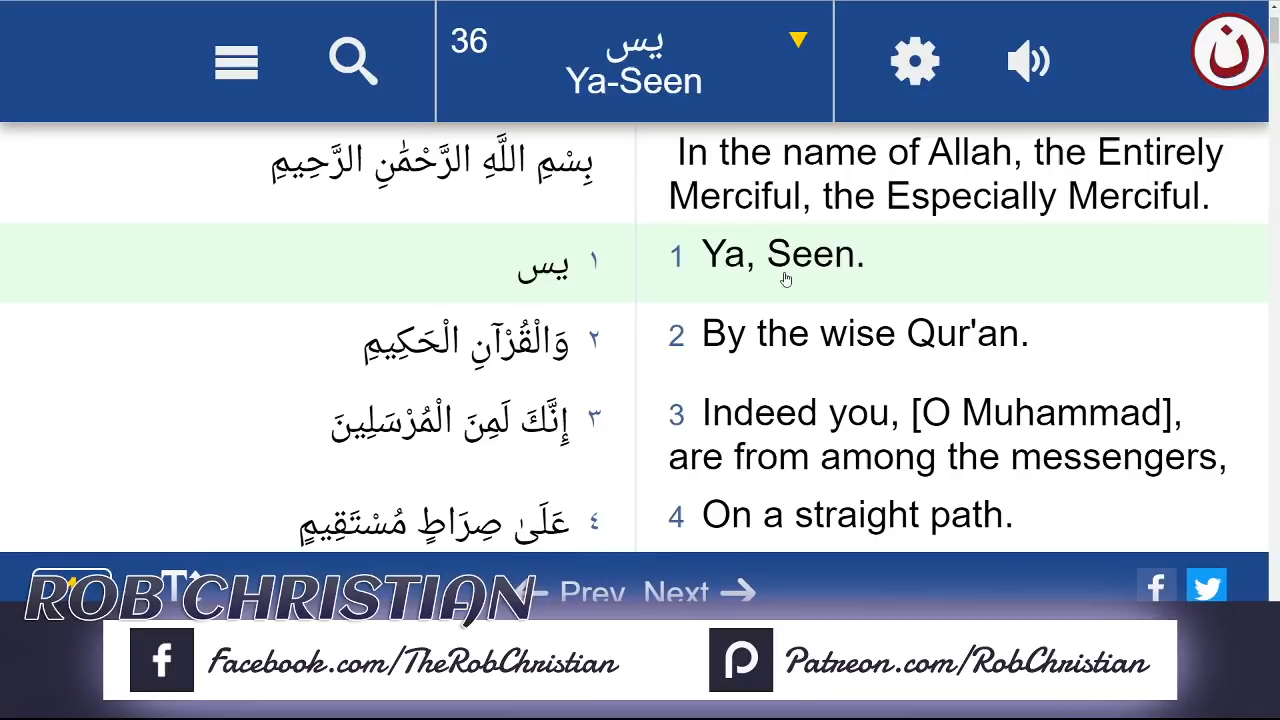 36
يس
Ya-Seen
ن
بِسْمِ اللَّهِ الرَّحْمَٰنِ الرَّحِيمِ
In the name of Allah, the Entirely
Merciful, the Especially Merciful.
يس ١
1 Ya, Seen.
وَالْقُرْآنِ الْحَكِيمِ ٢
2 By the wise Qur'an.
إِنَّكَ لَمِنَ الْمُرْسَلِينَ ٣
3 Indeed you, [O Muhammad],
are from among the messengers,
عَلَىٰ صِرَاطٍ مُسْتَقِيمٍ ٤
4 On a straight path.
Prev Next
ROB CHRISTIAN
Facebook.com/TheRobChristian
Patreon.com/RobChristian